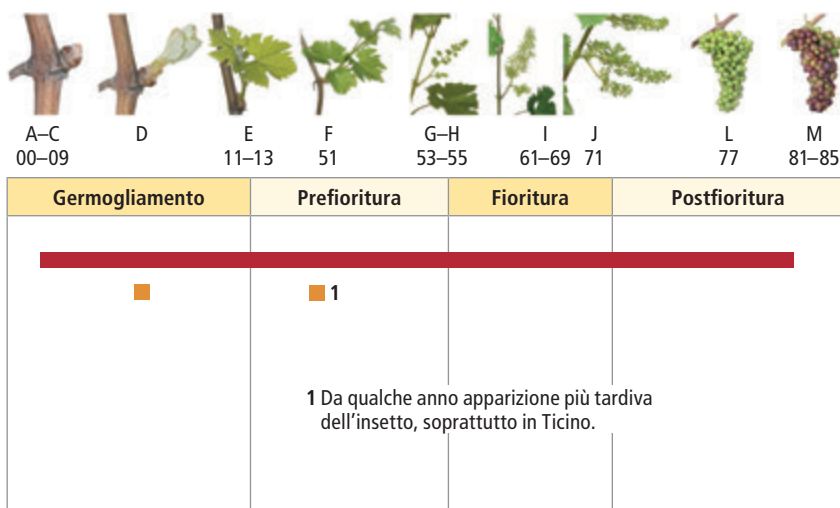 A–C D E F G–H I J L M
00–09 11–13 51 53–55 61–69 71 77 81–85
Germogliamento Prefioritura Fioritura Postfioritura
1
1 Da qualche anno apparizione più tardiva
dell’insetto, soprattutto in Ticino.